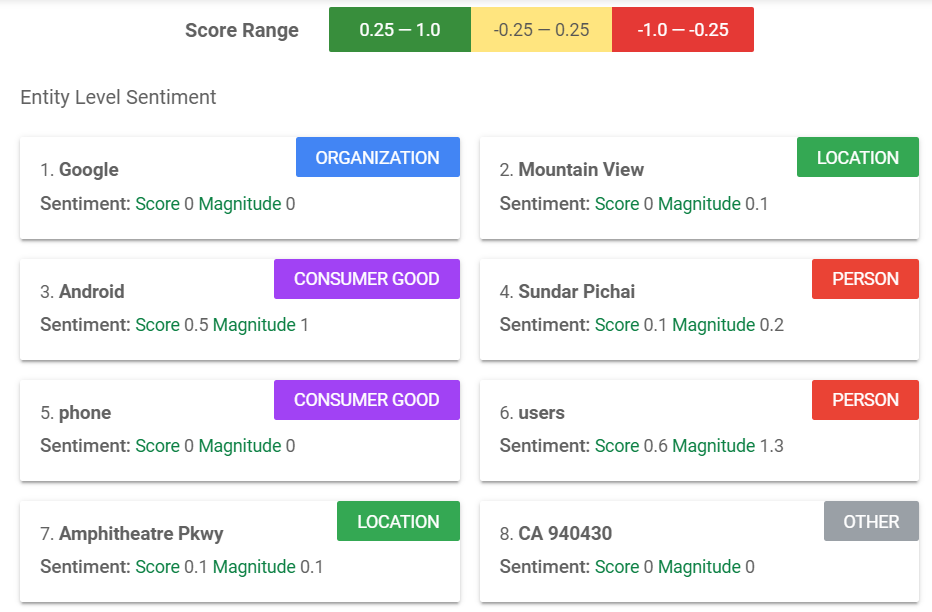 Score Range 0.25 — 1.0 -0.25 — 0.25 -1.0 — -0.25
Entity Level Sentiment
ORGANIZATION
1. Google
Sentiment: Score 0 Magnitude 0
LOCATION
2. Mountain View
Sentiment: Score 0 Magnitude 0.1
CONSUMER GOOD
3. Android
Sentiment: Score 0.5 Magnitude 1
PERSON
4. Sundar Pichai
Sentiment: Score 0.1 Magnitude 0.2
CONSUMER GOOD
5. phone
Sentiment: Score 0 Magnitude 0
PERSON
6. users
Sentiment: Score 0.6 Magnitude 1.3
LOCATION
7. Amphitheatre Pkwy
Sentiment: Score 0.1 Magnitude 0.1
OTHER
8. CA 940430
Sentiment: Score 0 Magnitude 0